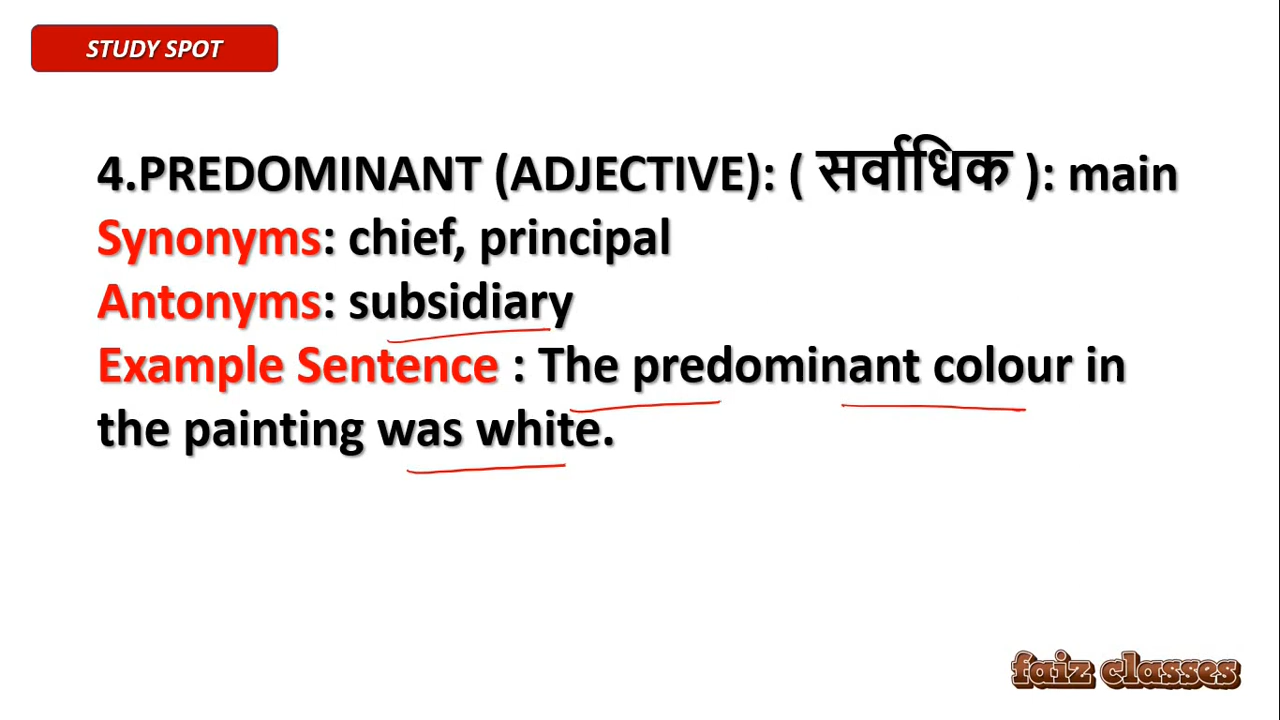 STUDY SPOT
4.PREDOMINANT (ADJECTIVE): ( सर्वाधिक ): main
Synonyms: chief, principal
Antonyms: subsidiary
Example Sentence : The predominant colour in
the painting was white.
faiz classes